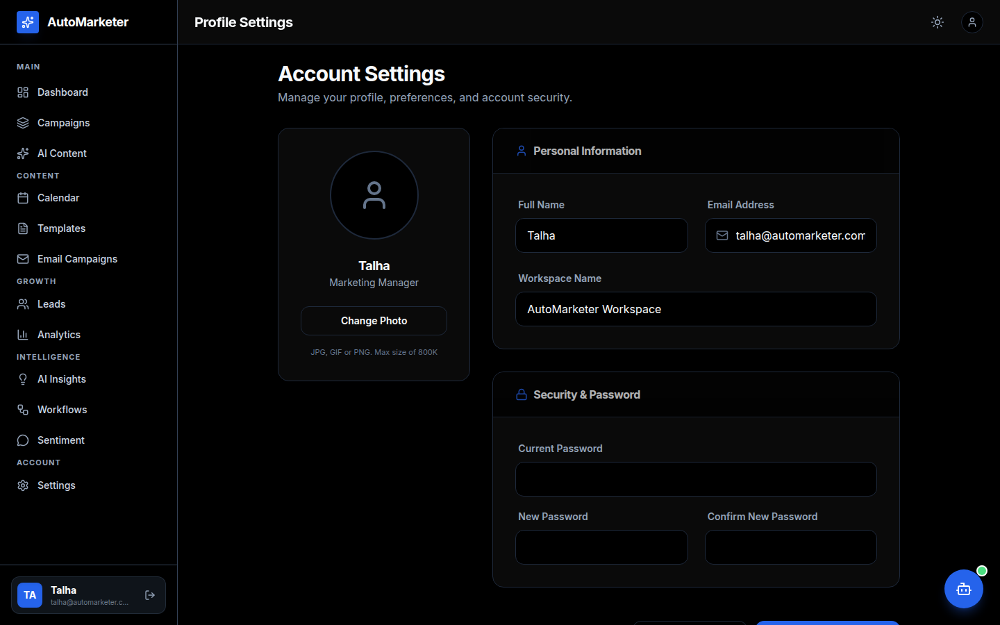 AutoMarketer
Profile Settings
MAIN
Dashboard
Campaigns
AI Content
CONTENT
Calendar
Templates
Email Campaigns
GROWTH
Leads
Analytics
INTELLIGENCE
AI Insights
Workflows
Sentiment
ACCOUNT
Settings
TA
Talha
talha@automarketer.c...
Account Settings
Manage your profile, preferences, and account security.
Talha
Marketing Manager
Change Photo
JPG, GIF or PNG. Max size of 800K
Personal Information
Full Name
Email Address
Talha
talha@automarketer.com
Workspace Name
AutoMarketer Workspace
Security & Password
Current Password
New Password
Confirm New Password